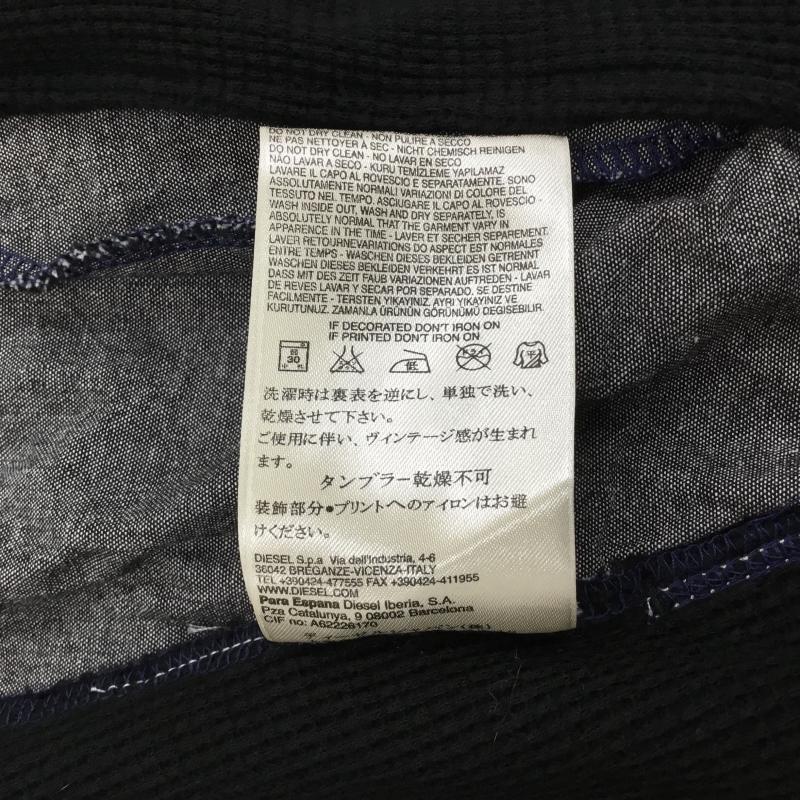 DO NOT DRY CLEAN - NON PULIRE A SECCO
NE PAS NETTOYER A SEC - NICHT CHEMISCH REINIGEN
NÃO LAVAR A SECO - NO LAVAR EN SECO
KURU TEMIZLEME YAPILAMAZ
LAVARE IL CAPO AL ROVESCIO E SEPARATAMENTE. SONO
ASSOLUTAMENTE NORMALI VARIAZIONI DI COLORE DEL
TESSUTO NEL TEMPO. ASCIUGARE IL CAPO AL ROVESCIO -
WASH INSIDE OUT, WASH AND DRY SEPARATELY, IS
ABSOLUTELY NORMAL THAT THE GARMENT VARY IN
APPARENCE IN THE TIME - LAVER ET SECHER SEPAREMENT.
LAVER RETOURNEVARIATIONS DO ASPECT EST NORMALES
ENTRE TEMPS - WASCHEN DIESES BEKLEIDEN GETRENNT
WASCHEN DIESES BEKLEIDEN VERKEHRT ES IST NORMAL
DASS MIT DES ZEIT FAUB VARIATIONEN AUFTREDEN - LAVAR
DE REVES LAVAR Y SECAR POR SEPARADO. SE DESTINE
FACILMENTE - TERSTEN YIKAYINIZ. AYRI YIKAYINIZ VE
KURUTUNUZ. ZAMANLA ÜRÜNÜN GÖRÜNÜMÜ DEGISEBILIR.
IF DECORATED DON'T IRON ON
IF PRINTED DON'T IRON ON
30 低
洗濯時は裏表を逆にし、単独で洗い、
乾燥させて下さい。
ご使用に伴い、ヴィンテージ感が生まれ
ます。
タンブラー乾燥不可
装飾部分●プリントへのアイロンはお避
けください。
DIESEL S.p.a Via dell'Industria, 4-6
36042 BREGANZE-VICENZA-ITALY
TEL +390424-477555 FAX +390424-411955
WWW.DIESEL.COM
Para Espana Diesel Iberia, S.A.
Pza Catalunya, 9 08002 Barcelona
CIF no: A62226170